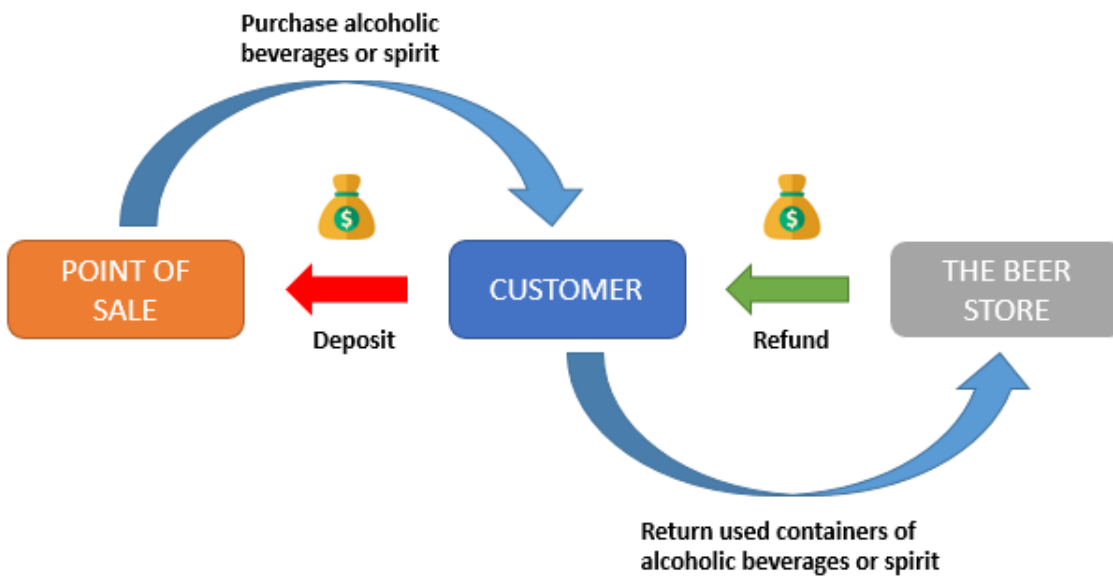 Purchase alcoholic
beverages or spirit
$
$
POINT OF
SALE
CUSTOMER
THE BEER
STORE
Deposit
Refund
Return used containers of
alcoholic beverages or spirit